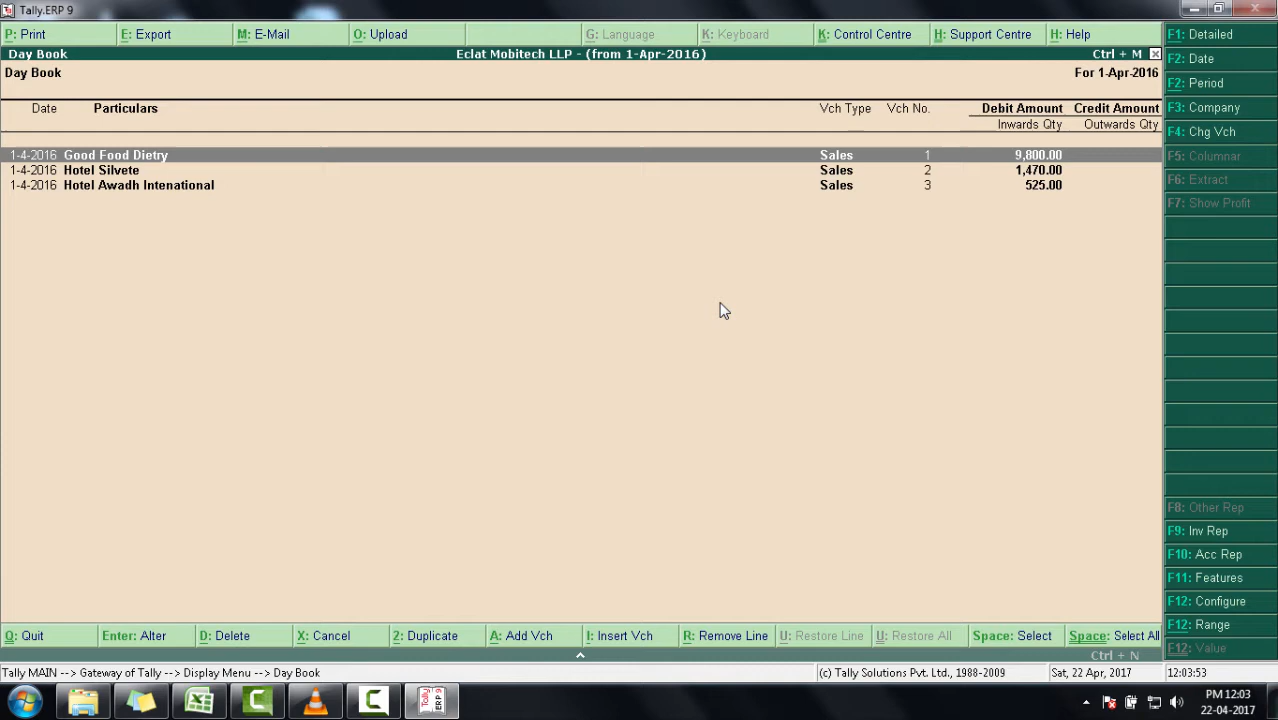 Tally.ERP 9
P: Print E: Export M: E-Mail O: Upload G: Language K: Keyboard K: Control Centre H: Support Centre H: Help
Day Book Eclat Mobitech LLP - (from 1-Apr-2016) Ctrl + M
Day Book For 1-Apr-2016
Date Particulars Vch Type Vch No. Debit Amount Credit Amount
Inwards Qty Outwards Qty
1-4-2016 Good Food Dietry Sales 1 9,800.00
1-4-2016 Hotel Silvete Sales 2 1,470.00
1-4-2016 Hotel Awadh Intenational Sales 3 525.00
F1: Detailed
F2: Date
F2: Period
F3: Company
F4: Chg Vch
F5: Columnar
F6: Extract
F7: Show Profit
F8: Other Rep
F9: Inv Rep
F10: Acc Rep
F11: Features
F12: Configure
F12: Range
F12: Value
Q: Quit Enter: Alter D: Delete X: Cancel 2: Duplicate A: Add Vch I: Insert Vch R: Remove Line U: Restore Line U: Restore All Space: Select Space: Select All
Ctrl + N
Tally MAIN --> Gateway of Tally --> Display Menu --> Day Book (c) Tally Solutions Pvt. Ltd., 1988-2009 Sat, 22 Apr, 2017 12:03:53
Tally ERP 9
PM 12:03
22-04-2017